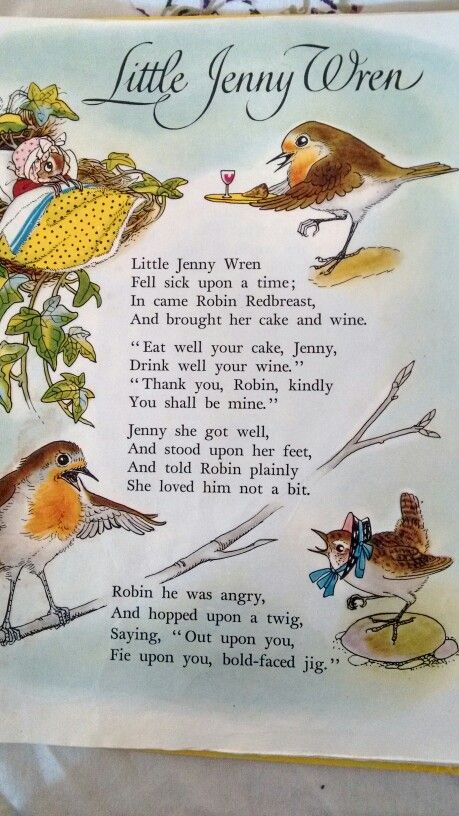 Little Jenny Wren
Little Jenny Wren
Fell sick upon a time;
In came Robin Redbreast,
And brought her cake and wine.
"Eat well your cake, Jenny,
Drink well your wine."
"Thank you, Robin, kindly
You shall be mine."
Jenny she got well,
And stood upon her feet,
And told Robin plainly
She loved him not a bit.
Robin he was angry,
And hopped upon a twig,
Saying, "Out upon you,
Fie upon you, bold-faced jig."